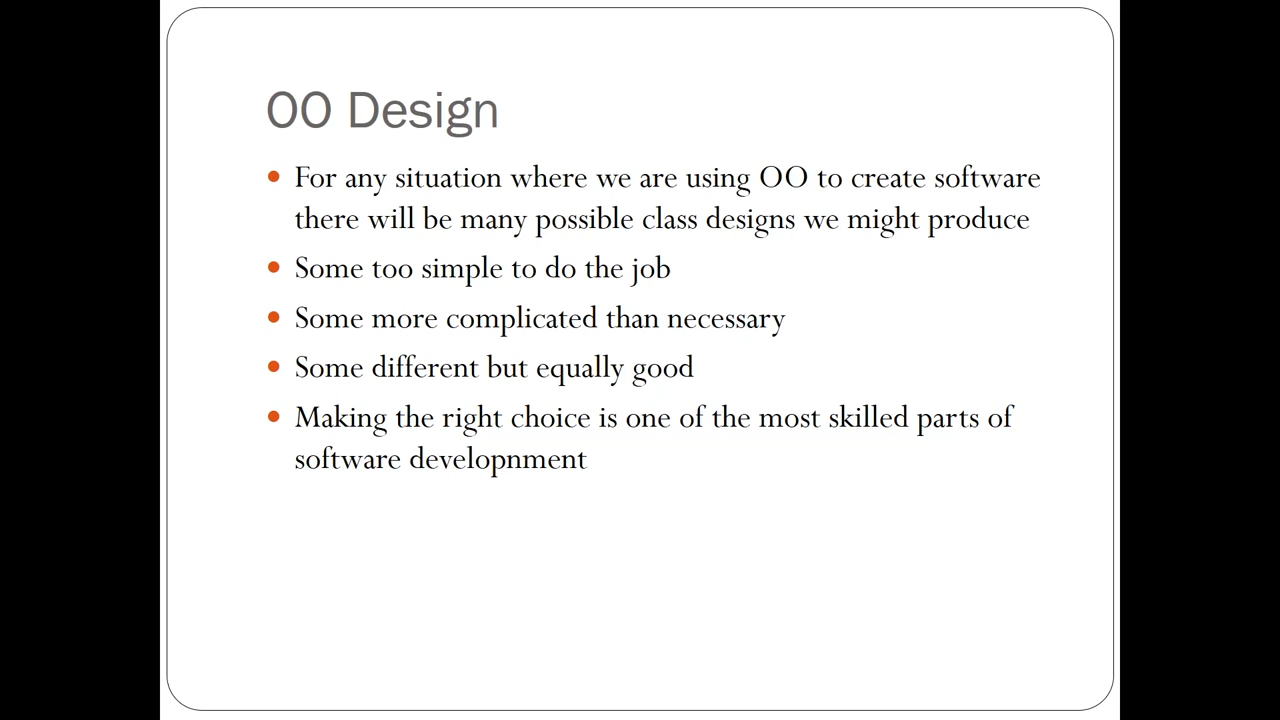 OO Design
• For any situation where we are using OO to create software
there will be many possible class designs we might produce
• Some too simple to do the job
• Some more complicated than necessary
• Some different but equally good
• Making the right choice is one of the most skilled parts of
software developnment